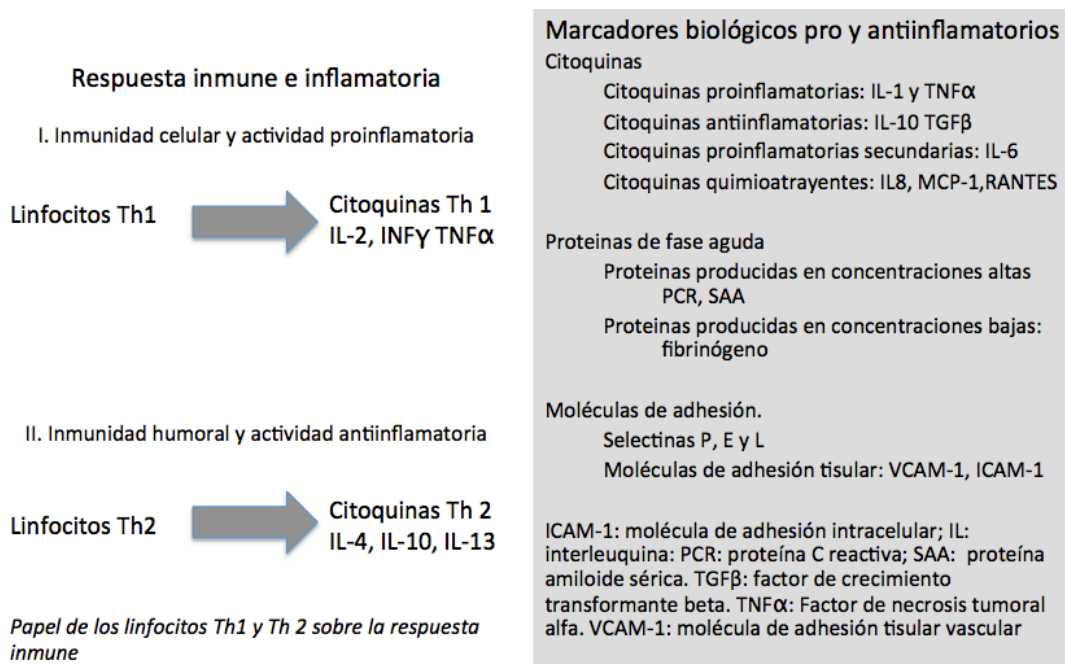 Respuesta inmune e inflamatoria
I. Inmunidad celular y actividad proinflamatoria
Linfocitos Th1
Citoquinas Th 1
IL-2, INFγ TNFα
II. Inmunidad humoral y actividad antiinflamatoria
Linfocitos Th2
Citoquinas Th 2
IL-4, IL-10, IL-13
Papel de los linfocitos Th1 y Th 2 sobre la respuesta
inmune
Marcadores biológicos pro y antiinflamatorios
Citoquinas
Citoquinas proinflamatorias: IL-1 y TNFα
Citoquinas antiinflamatorias: IL-10 TGFβ
Citoquinas proinflamatorias secundarias: IL-6
Citoquinas quimioatrayentes: IL8, MCP-1,RANTES
Proteinas de fase aguda
Proteinas producidas en concentraciones altas
PCR, SAA
Proteinas producidas en concentraciones bajas:
fibrinógeno
Moléculas de adhesión.
Selectinas P, E y L
Moléculas de adhesión tisular: VCAM-1, ICAM-1
ICAM-1: molécula de adhesión intracelular; IL:
interleuquina: PCR: proteína C reactiva; SAA: proteína
amiloide sérica. TGFβ: factor de crecimiento
transformante beta. TNFα: Factor de necrosis tumoral
alfa. VCAM-1: molécula de adhesión tisular vascular